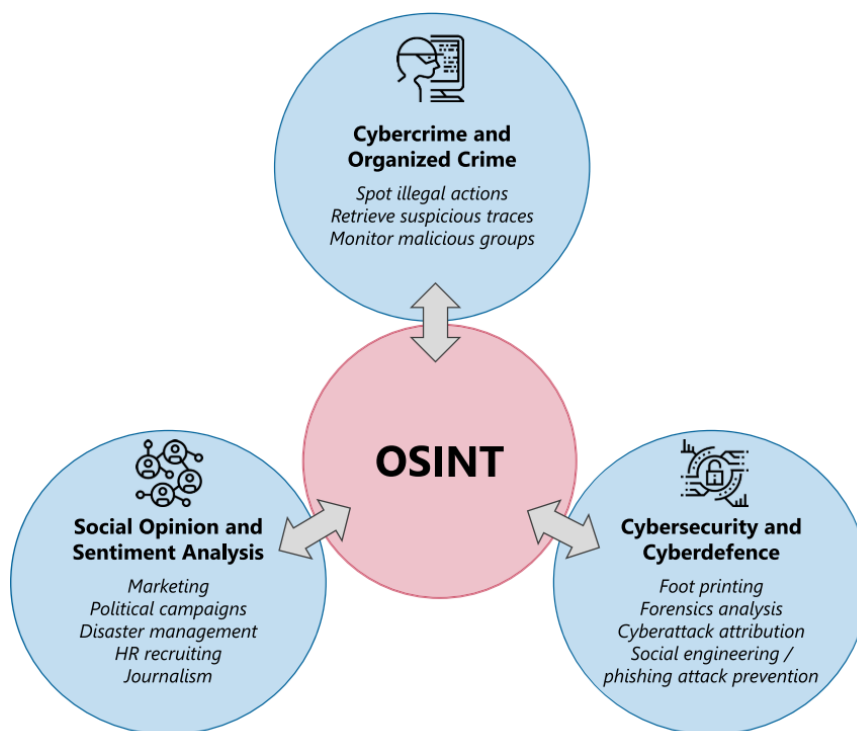 Cybercrime and
Organized Crime
Spot illegal actions
Retrieve suspicious traces
Monitor malicious groups
OSINT
Social Opinion and
Sentiment Analysis
Marketing
Political campaigns
Disaster management
HR recruiting
Journalism
Cybersecurity and
Cyberdefence
Foot printing
Forensics analysis
Cyberattack attribution
Social engineering /
phishing attack prevention